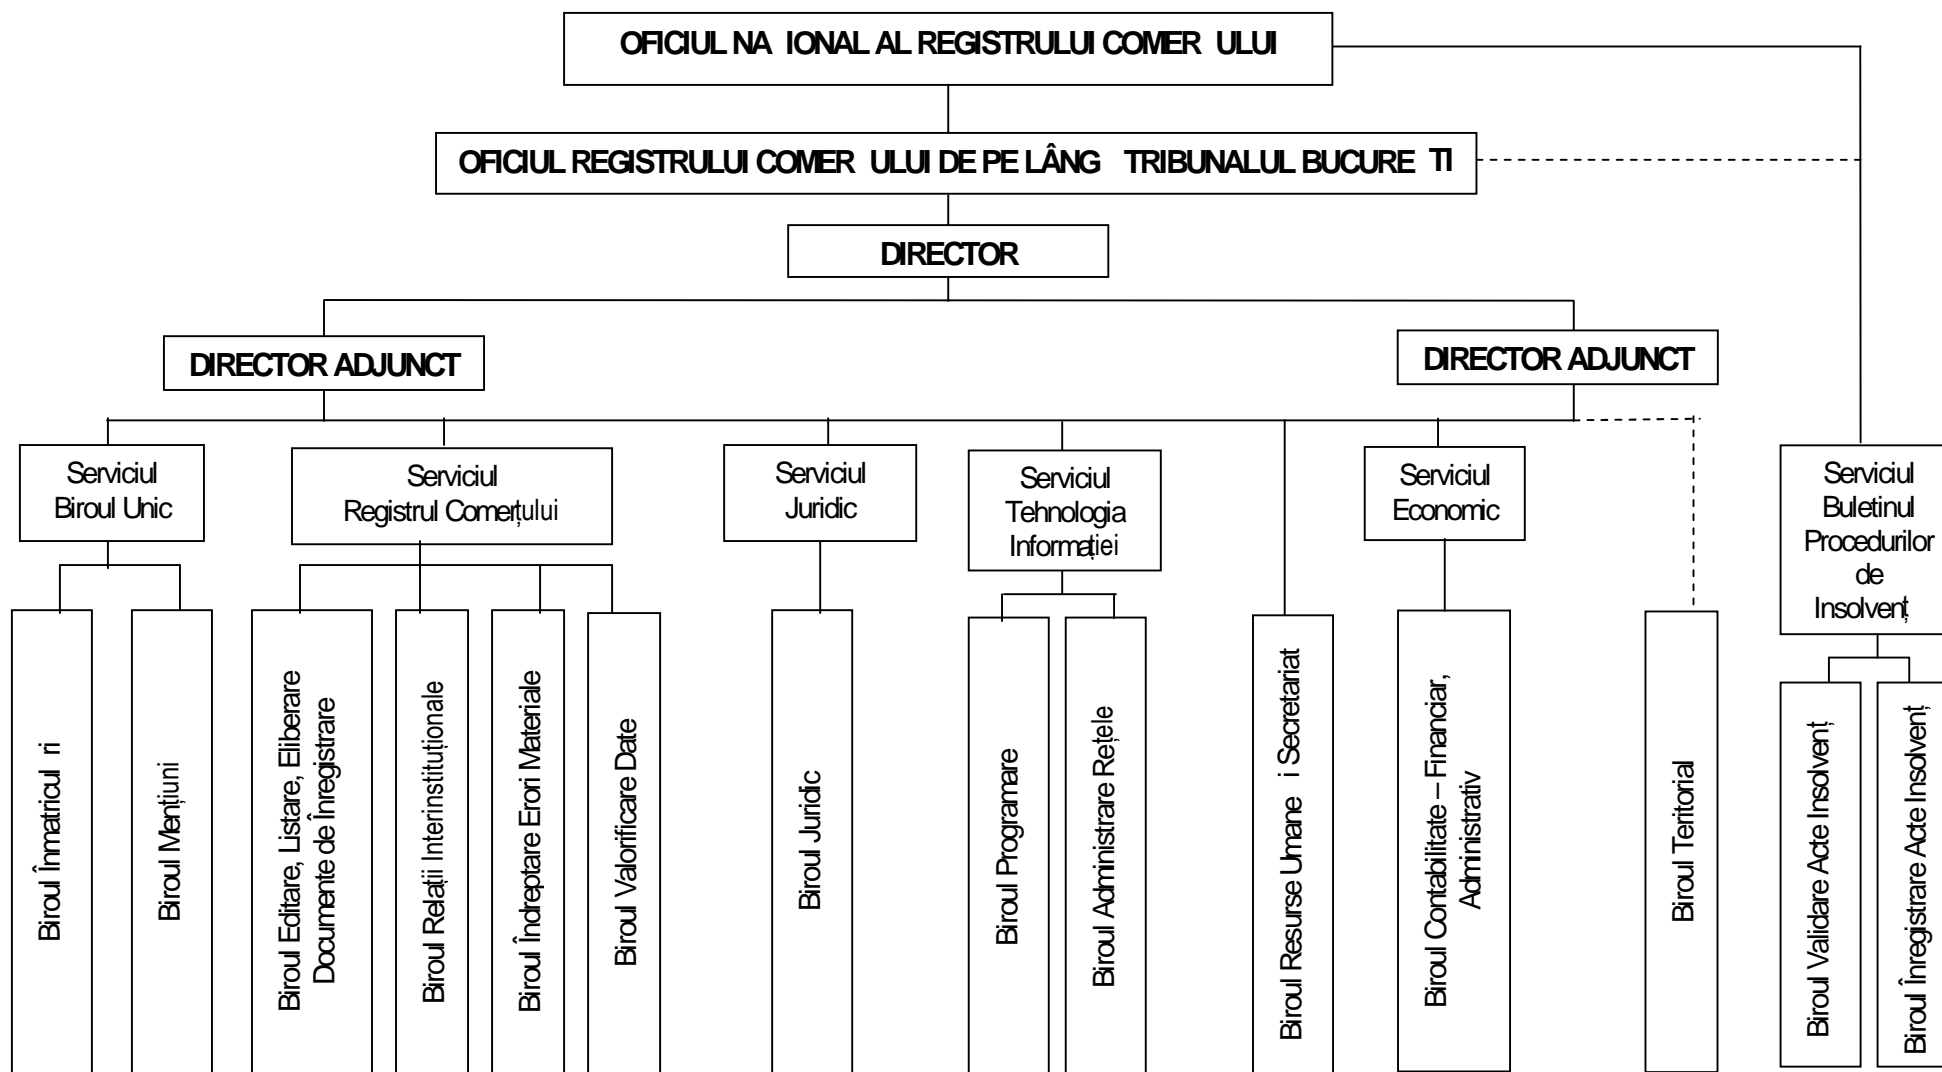 OFICIUL NA IONAL AL REGISTRULUI COMER ULUI
OFICIUL REGISTRULUI COMER ULUI DE PE LÂNG TRIBUNALUL BUCURE TI
DIRECTOR
DIRECTOR ADJUNCT
DIRECTOR ADJUNCT
Serviciul
Biroul Unic
Serviciul
Registrul Comerțului
Serviciul
Juridic
Serviciul
Tehnologia
Informației
Serviciul
Economic
Serviciul
Buletinul
Procedurilor
de
Insolvenț
Biroul Înmatricul ri
Biroul Mențiuni
Biroul Editare, Listare, Eliberare
Documente de Înregistrare
Biroul Relații Interinstituționale
Biroul Îndreptare Erori Materiale
Biroul Valorificare Date
Biroul Juridic
Biroul Programare
Biroul Administrare Rețele
Biroul Resurse Umane i Secretariat
Biroul Contabilitate – Financiar,
Administrativ
Biroul Teritorial
Biroul Validare Acte Insolvenț
Biroul Înregistrare Acte Insolvenț